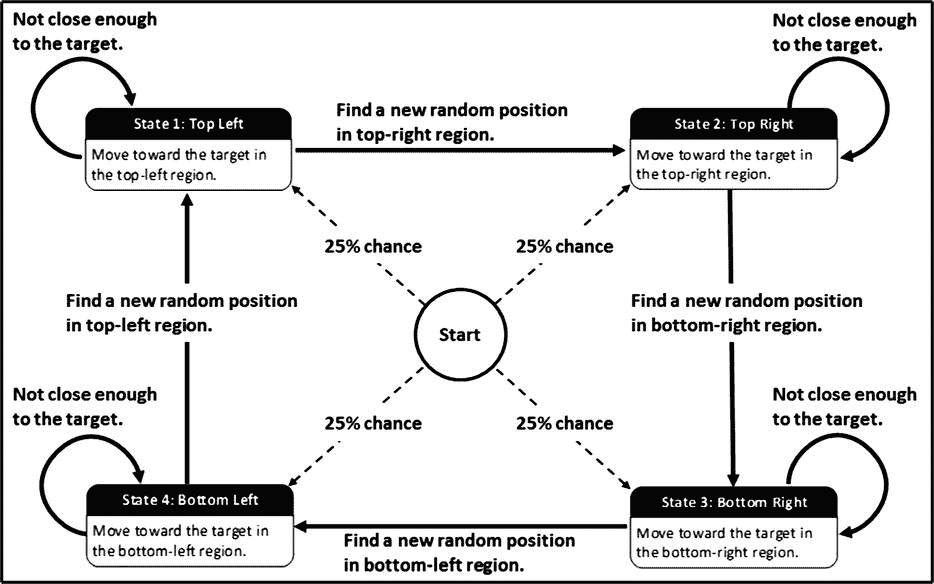 Not close enough
to the target.
Not close enough
to the target.
State 1: Top Left
Move toward the target in
the top-left region.
Find a new random position
in top-right region.
State 2: Top Right
Move toward the target in
the top-right region.
25% chance
25% chance
Find a new random position
in top-left region.
Start
Find a new random position
in bottom-right region.
Not close enough
to the target.
25% chance
25% chance
Not close enough
to the target.
State 4: Bottom Left
Move toward the target in
the bottom-left region.
Find a new random position
in bottom-left region.
State 3: Bottom Right
Move toward the target in
the bottom-right region.